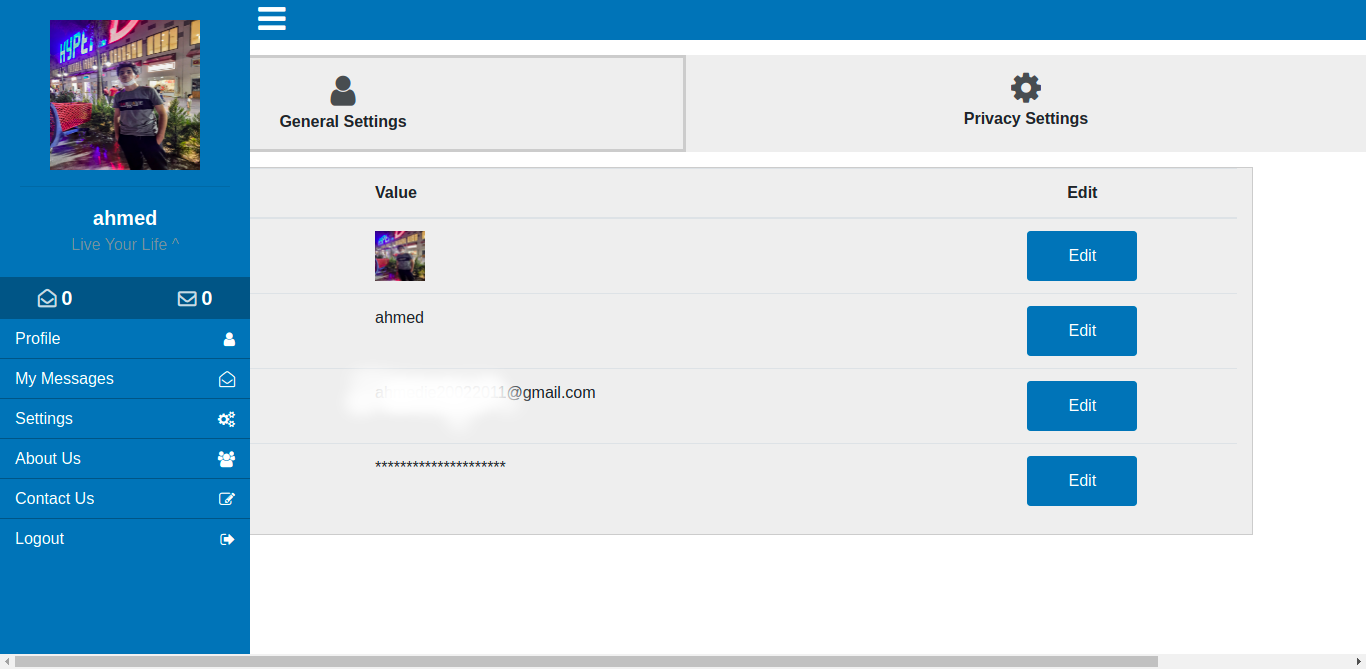 HYPE
General Settings
Privacy Settings
Value
Edit
ahmed
Live Your Life ^
Edit
0
0
ahmed
Edit
Profile
My Messages
@gmail.com
Edit
Settings
About Us
*********************
Edit
Contact Us
Logout